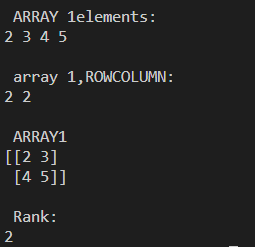 ARRAY 1elements:
2 3 4 5
array 1,ROWCOLUMN:
2 2
ARRAY1
[[2 3]
[4 5]]
Rank:
2